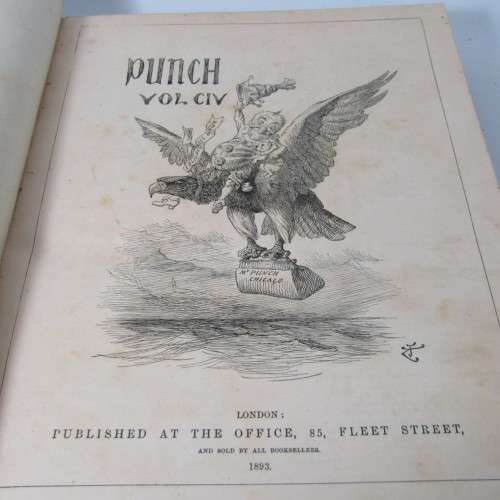 PUNCH
VOL CIV
Mr PUNCH
CHICAGO
LONDON:
PUBLISHED AT THE OFFICE, 85, FLEET STREET,
AND SOLD BY ALL BOOKSELLERS.
1893.